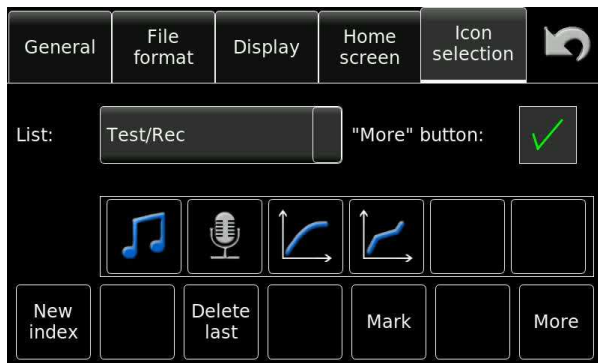 General
File
format
Display
Home
screen
Icon
selection
List:
Test/Rec
"More" button:
New
index
Delete
last
Mark
More